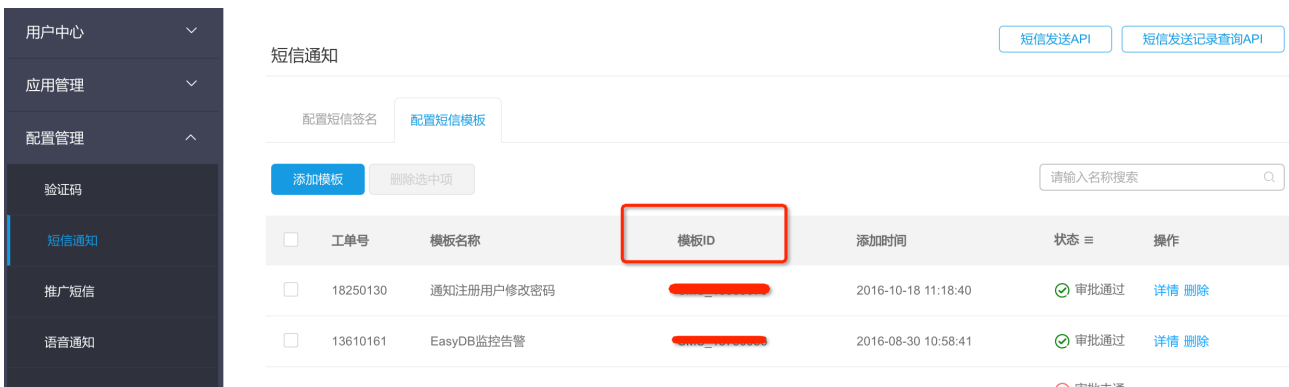 用户中心
应用管理
配置管理
验证码
短信通知
推广短信
语音通知
短信通知
短信发送API
短信发送记录查询API
配置短信签名
配置短信模板
添加模板
删除选中项
请输入名称搜索
工单号 模板名称 模板ID 添加时间 状态 操作
18250130 通知注册用户修改密码 2016-10-18 11:18:40 审批通过 详情 删除
13610161 EasyDB监控告警 2016-08-30 10:58:41 审批通过 详情 删除